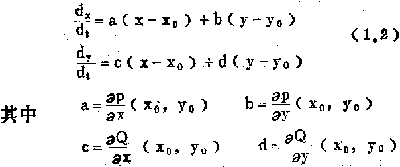 dx/dt = a(x-x₀)+b(y-y₀)
(1.2)
dy/dt = c(x-x₀)+d(y-y₀)
其中 a=∂p/∂x (x₀, y₀) b=∂p/∂y (x₀, y₀)
c=∂Q/∂x (x₀, y₀) d=∂Q/∂y (x₀, y₀)